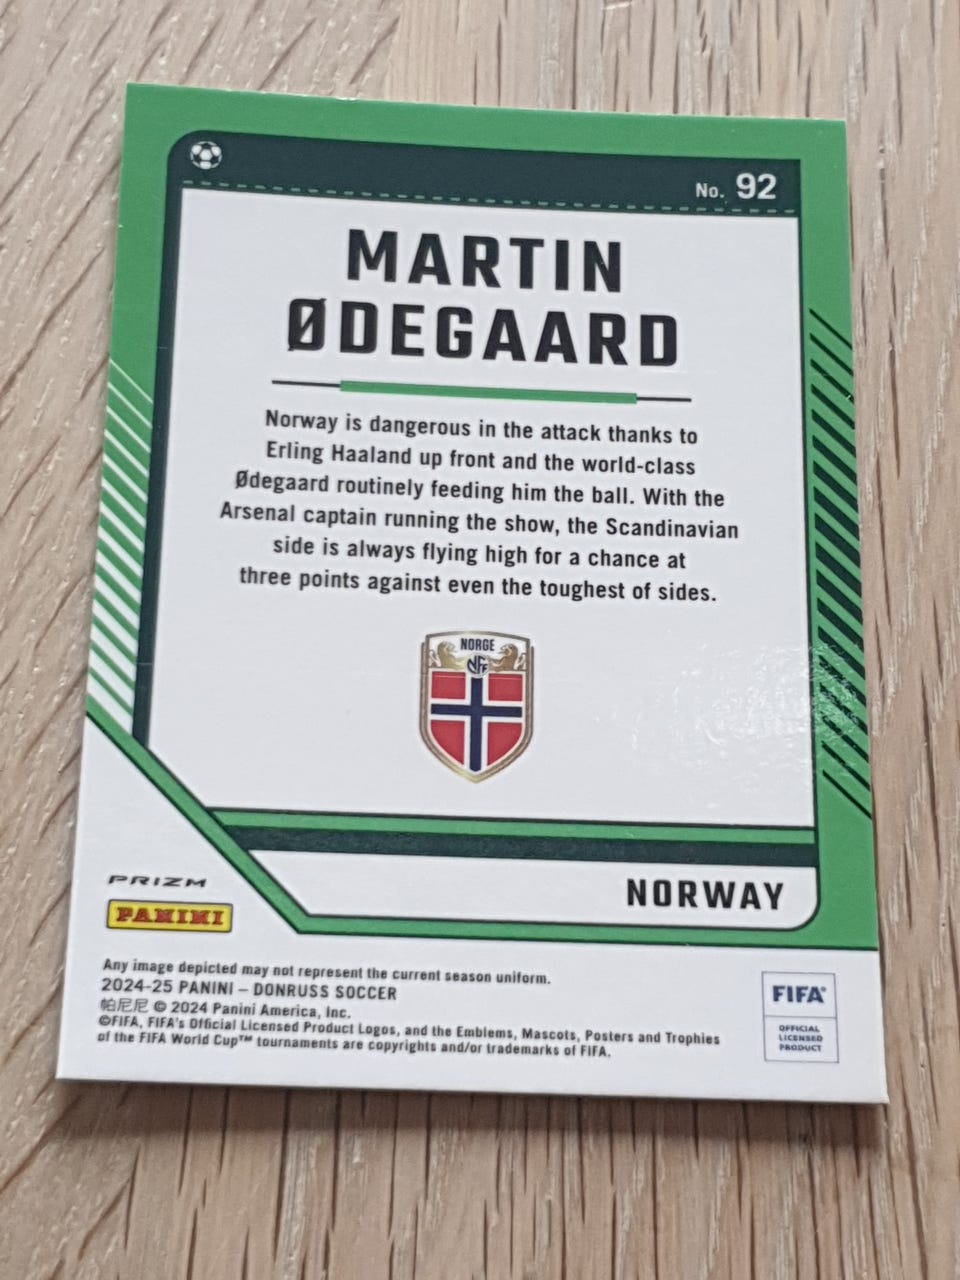 No. 92
MARTIN
ØDEGAARD
Norway is dangerous in the attack thanks to
Erling Haaland up front and the world-class
Ødegaard routinely feeding him the ball. With the
Arsenal captain running the show, the Scandinavian
side is always flying high for a chance at
three points against even the toughest of sides.
NORGE
NFF
NORWAY
PRIZM
PANINI
Any image depicted may not represent the current season uniform.
2024-25 PANINI – DONRUSS SOCCER
帕尼尼 © 2024 Panini America, Inc.
©FIFA, FIFA's Official Licensed Product Logos, and the Emblems, Mascots, Posters and Trophies
of the FIFA World Cup™ tournaments are copyrights and/or trademarks of FIFA.
FIFA®
OFFICIAL
LICENSED
PRODUCT